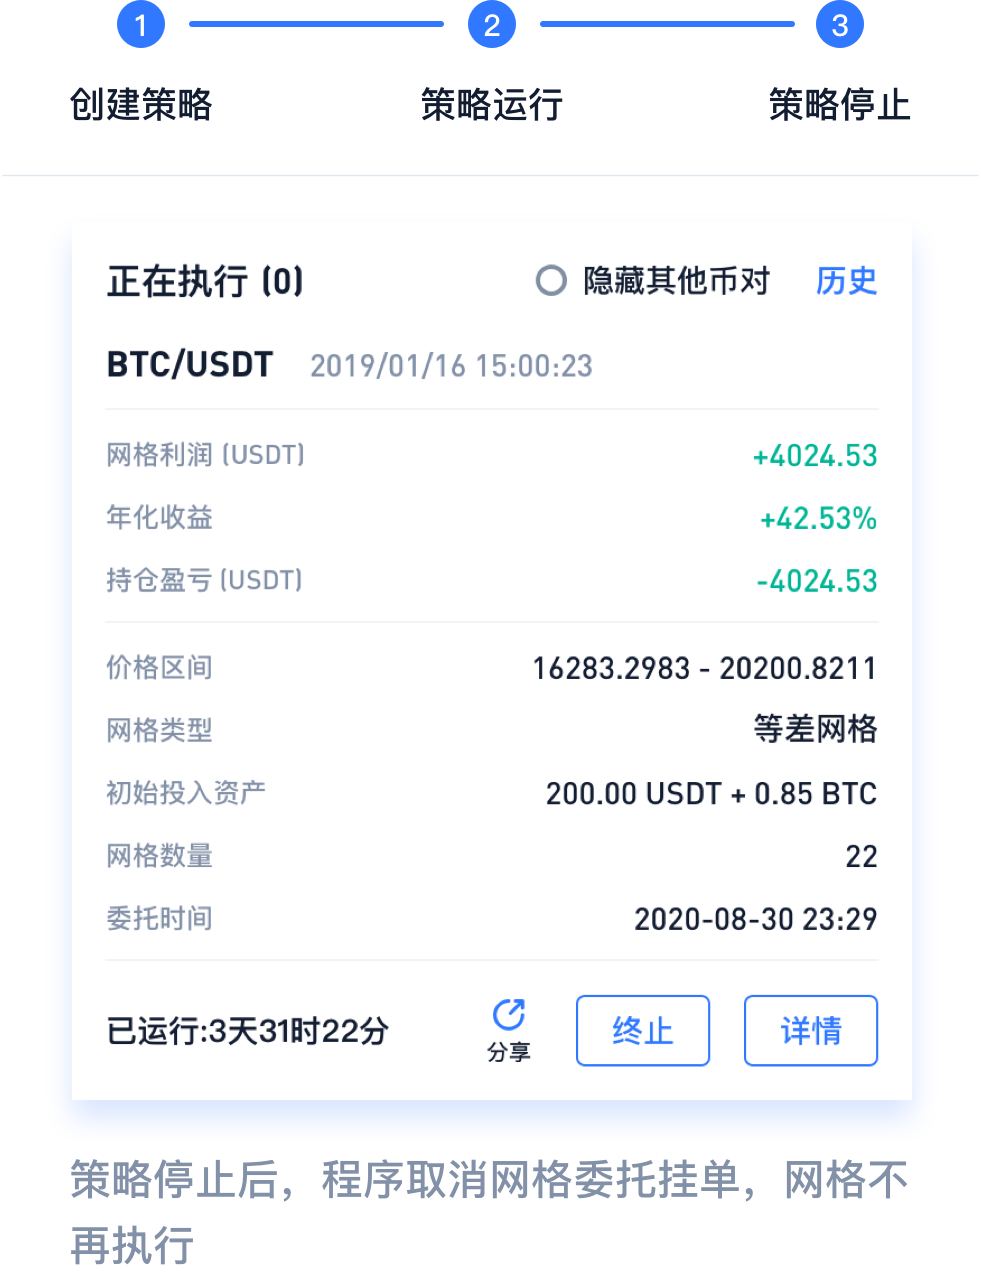 1 2 3
创建策略 策略运行 策略停止
正在执行 (0) 隐藏其他币对 历史
BTC/USDT 2019/01/16 15:00:23
网格利润 (USDT) +4024.53
年化收益 +42.53%
持仓盈亏 (USDT) -4024.53
价格区间 16283.2983 - 20200.8211
网格类型 等差网格
初始投入资产 200.00 USDT + 0.85 BTC
网格数量 22
委托时间 2020-08-30 23:29
已运行:3天31时22分 分享 终止 详情
策略停止后，程序取消网格委托挂单，网格不
再执行